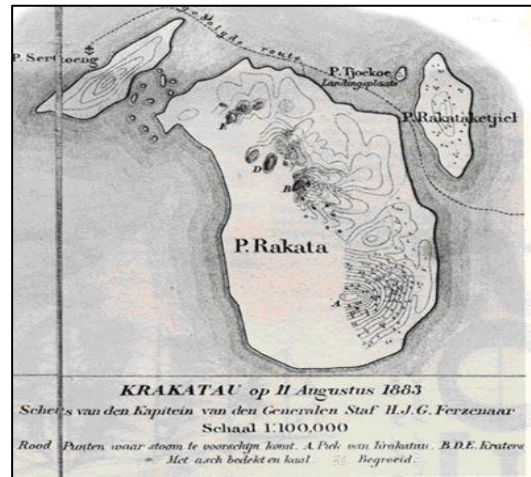 gevolgde route
P. Sertoeng
P. Tjoekoe
Landingsplaats
P. Rakataketjiel
E
D
B
P. Rakata
A
KRAKATAU op 11 Augustus 1883
Schets van den Kapitein van den Generalen Staf H.J.G. Ferzenaar
Schaal 1:100,000
Rood Punten waar stoom te voorschijn komt. A. Piek van Krakatau. B.D.E. Kraters
Met asch bedekt en kaal. Begroeid.